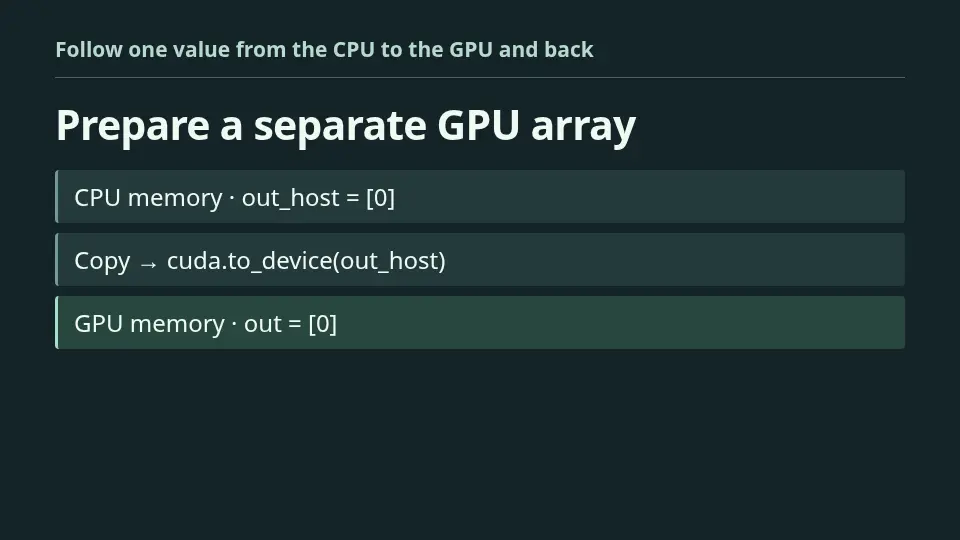 Follow one value from the CPU to the GPU and back
Prepare a separate GPU array
CPU memory · out_host = [0]
Copy → cuda.to_device(out_host)
GPU memory · out = [0]